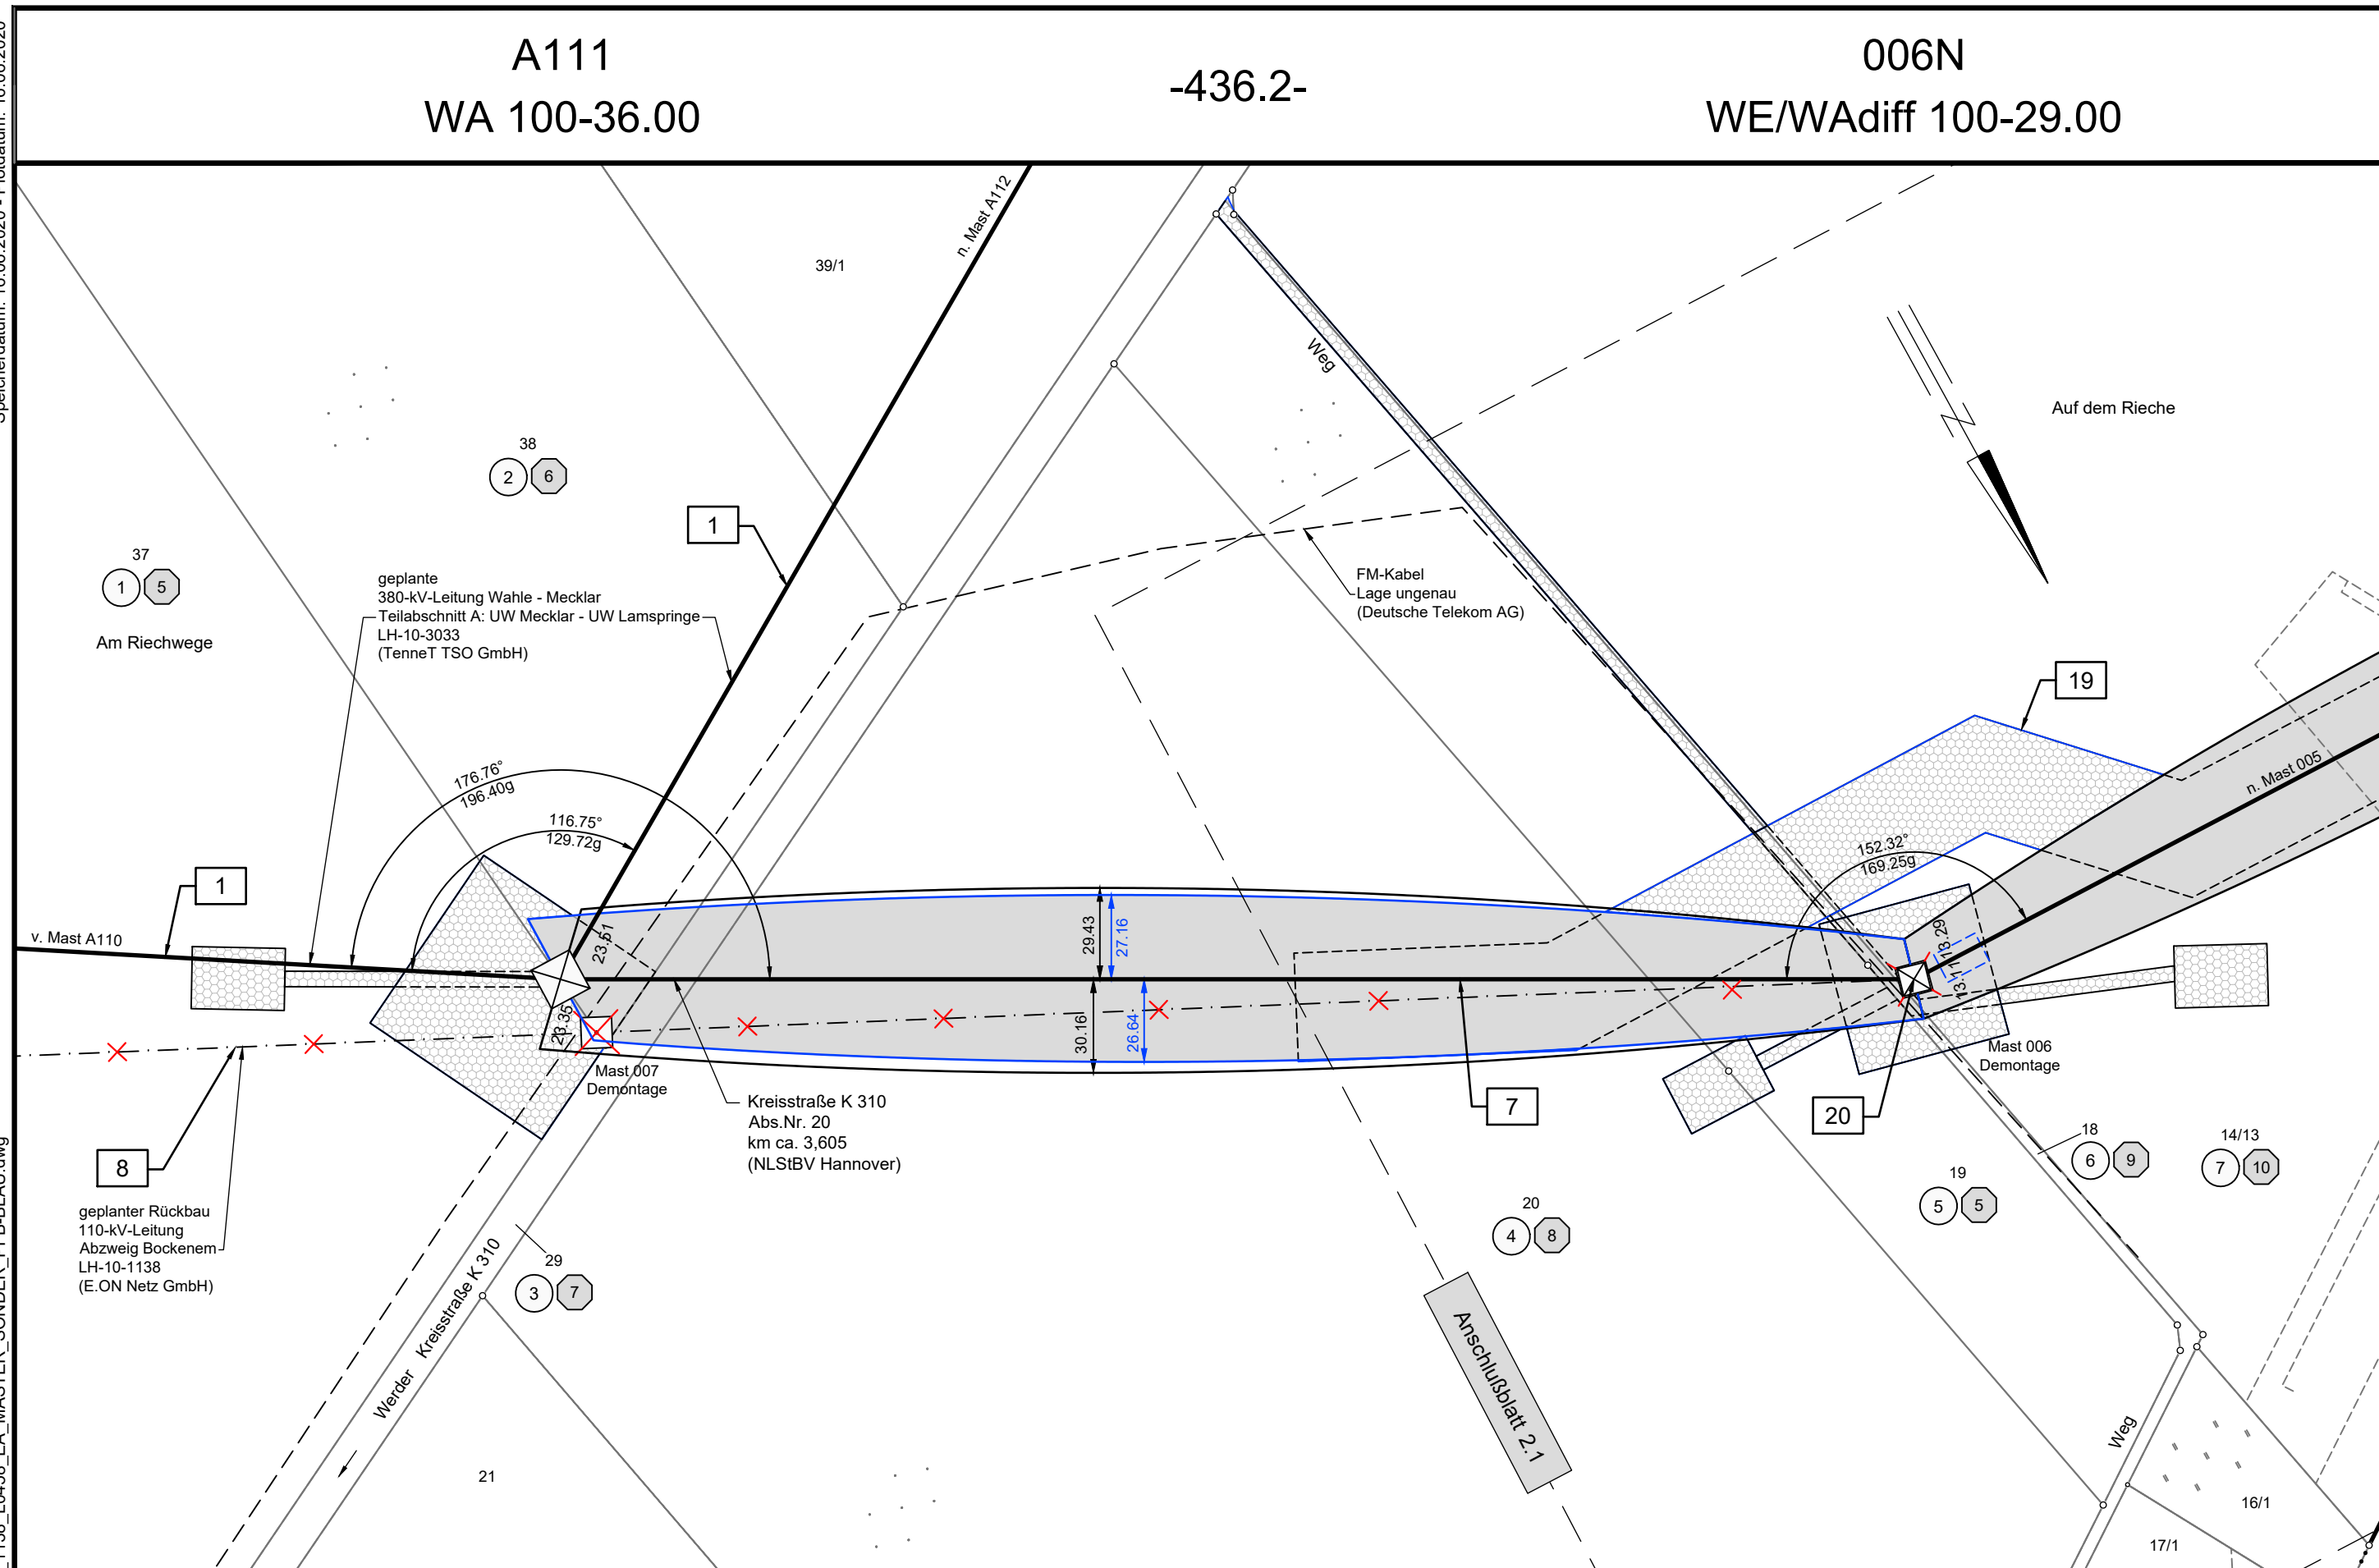 A111
WA 100-36.00
-436.2-
006N
WE/WAdiff 100-29.00
n. Mast A112
39/1
Weg
Auf dem Rieche
38
2
6
1
37
1
5
Am Riechwege
geplante
380-kV-Leitung Wahle - Mecklar
Teilabschnitt A: UW Mecklar - UW Lamspringe
LH-10-3033
(TenneT TSO GmbH)
FM-Kabel
Lage ungenau
(Deutsche Telekom AG)
19
n. Mast 005
176.76°
196.40g
116.75°
129.72g
152.32°
169.25g
1
v. Mast A110
23.51
23.35
29.43
27.16
30.16
26.64
13.29
13.11
Mast 007
Demontage
Mast 006
Demontage
Kreisstraße K 310
Abs.Nr. 20
km ca. 3,605
(NLStBV Hannover)
7
20
8
geplanter Rückbau
110-kV-Leitung
Abzweig Bockenem
LH-10-1138
(E.ON Netz GmbH)
18
6
9
14/13
7
10
19
5
5
20
4
8
29
3
7
Werder
Kreisstraße K 310
Anschlußblatt 2.1
Weg
21
16/1
17/1